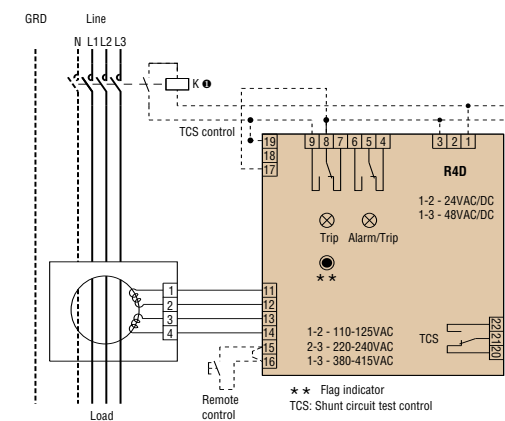 GRD
Line
N L1 L2 L3
K ❶
TCS control
19
18
17
9 8 7 6 5 4
3 2 1
R4D
1-2 - 24VAC/DC
1-3 - 48VAC/DC
Trip
Alarm/Trip
**
1
2
3
4
11
12
13
14
15
16
1-2 - 110-125VAC
2-3 - 220-240VAC
1-3 - 380-415VAC
TCS
22
21
20
Load
Remote
control
** Flag indicator
TCS: Shunt circuit test control